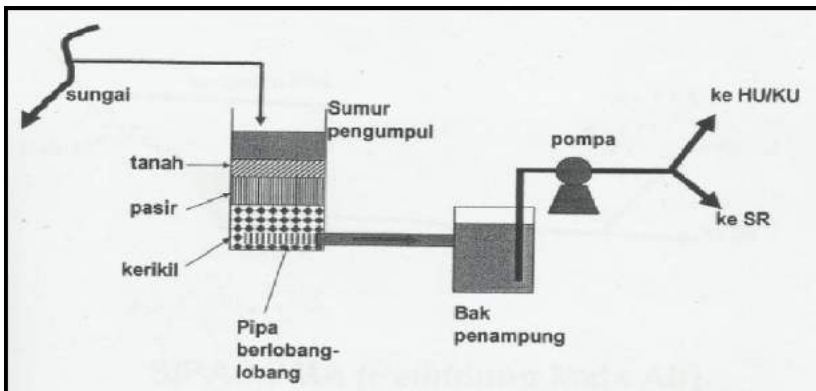 sungai
Sumur
pengumpul
tanah
pasir
kerikil
Pipa
berlobang-
lobang
Bak
penampung
pompa
ke HU/KU
ke SR